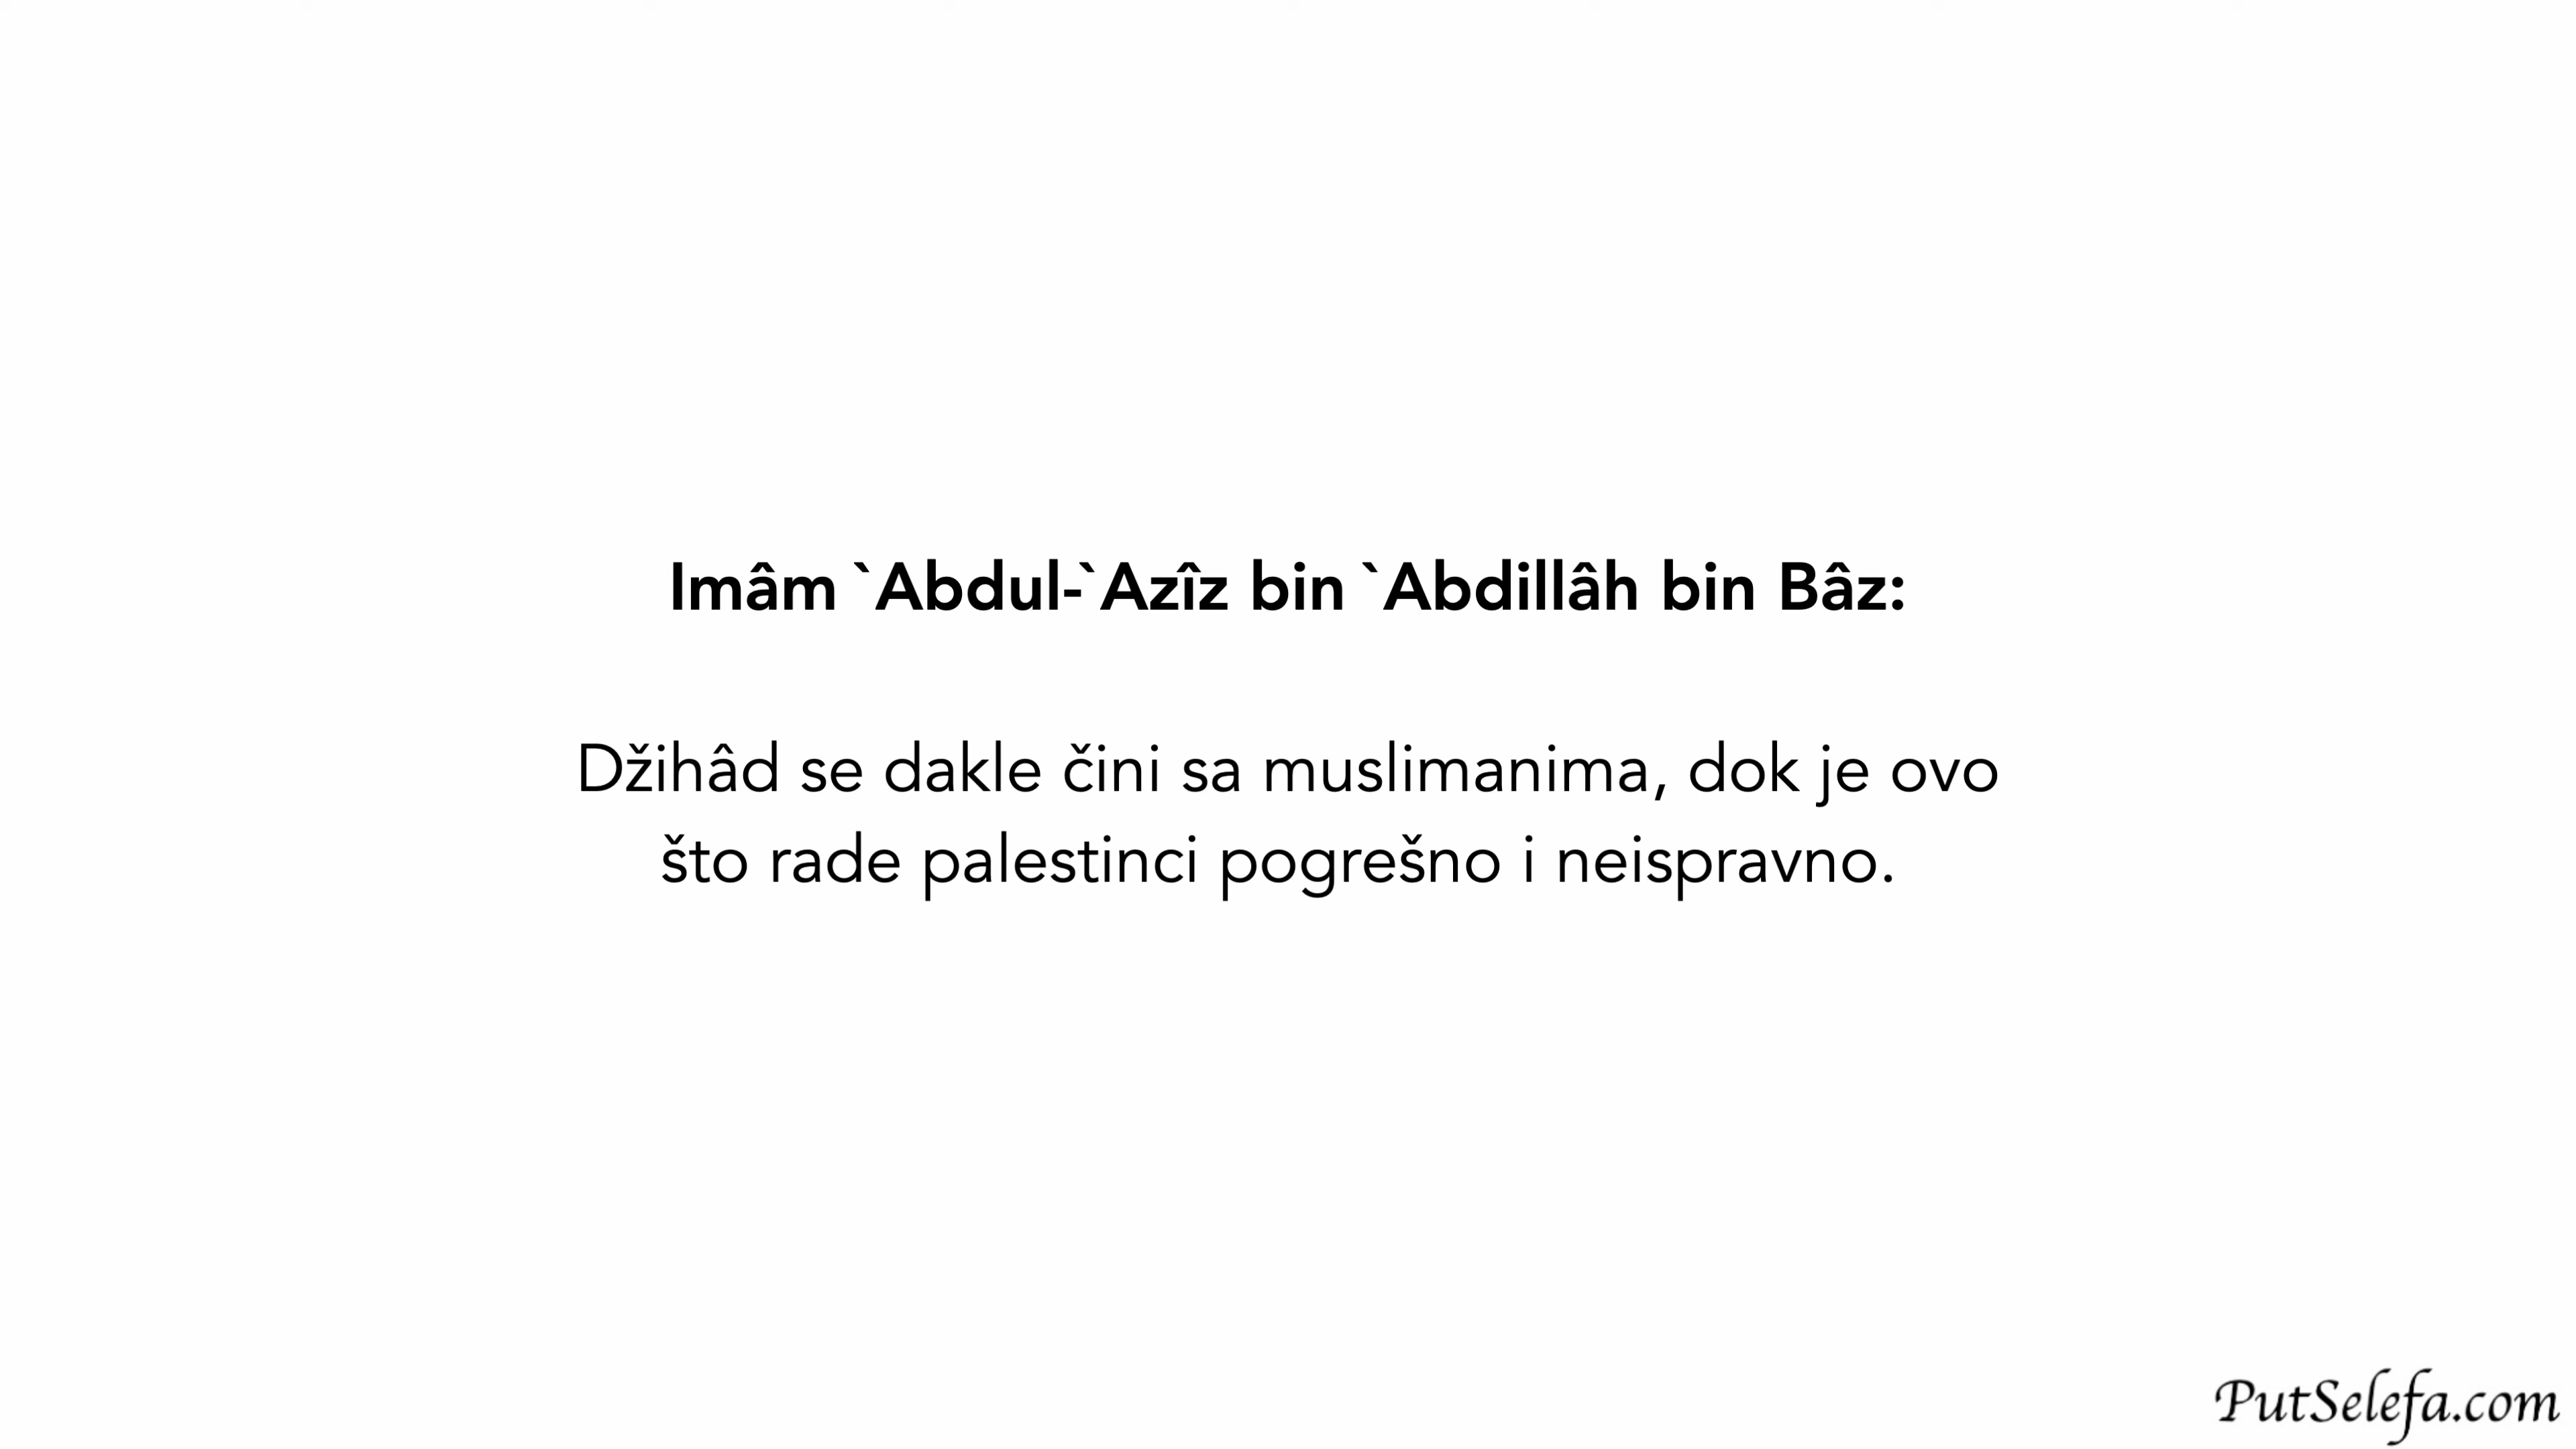 Imâm `Abdul-`Azîz bin `Abdillâh bin Bâz:
Džihâd se dakle čini sa muslimanima, dok je ovo
što rade palestinci pogrešno i neispravno.
PutSelefa.com